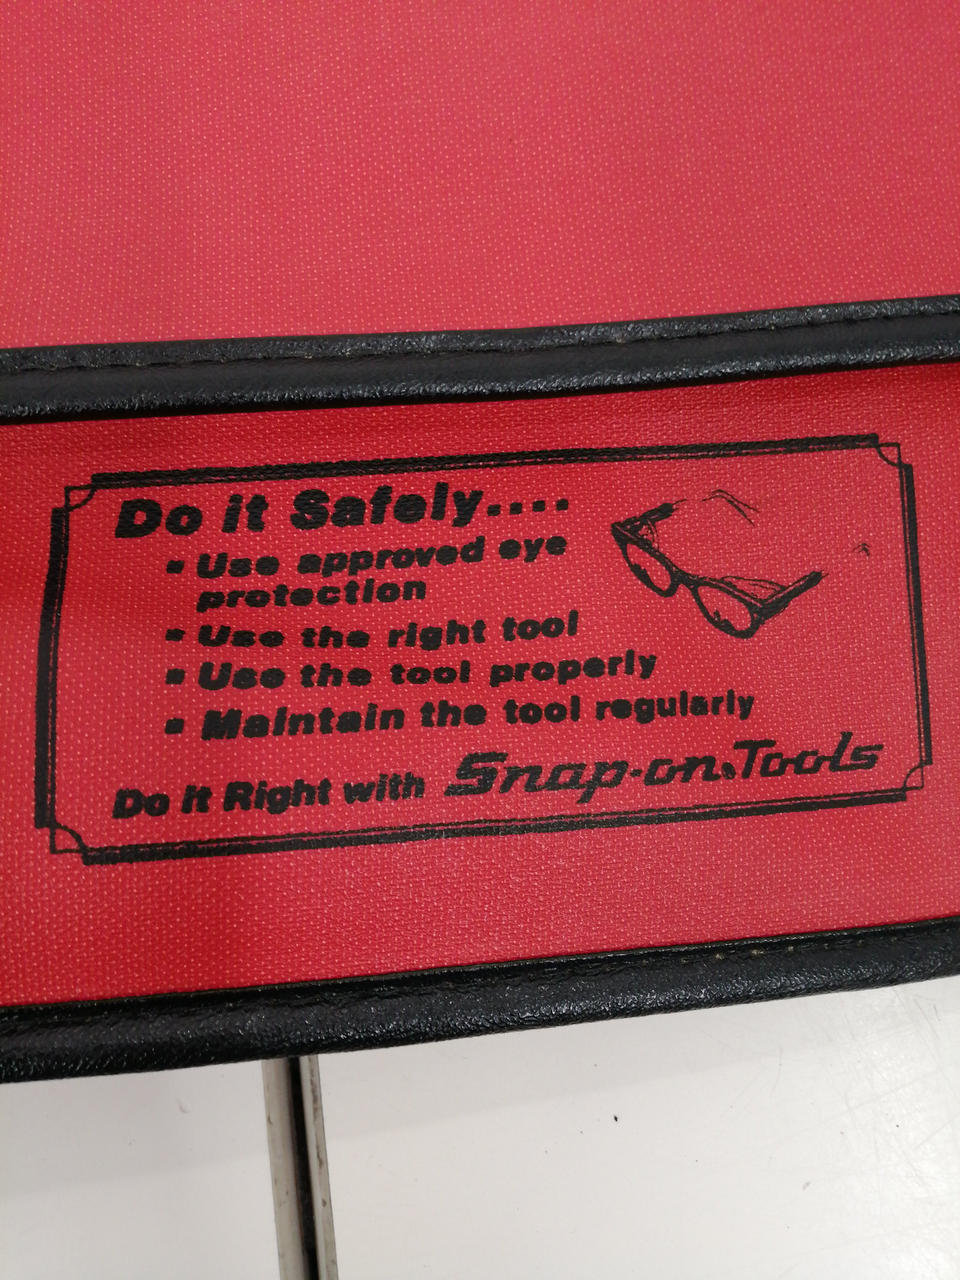 Do it Safely....
▪ Use approved eye
protection
▪ Use the right tool
▪ Use the tool properly
▪ Maintain the tool regularly
Do it Right with Snap-on Tools